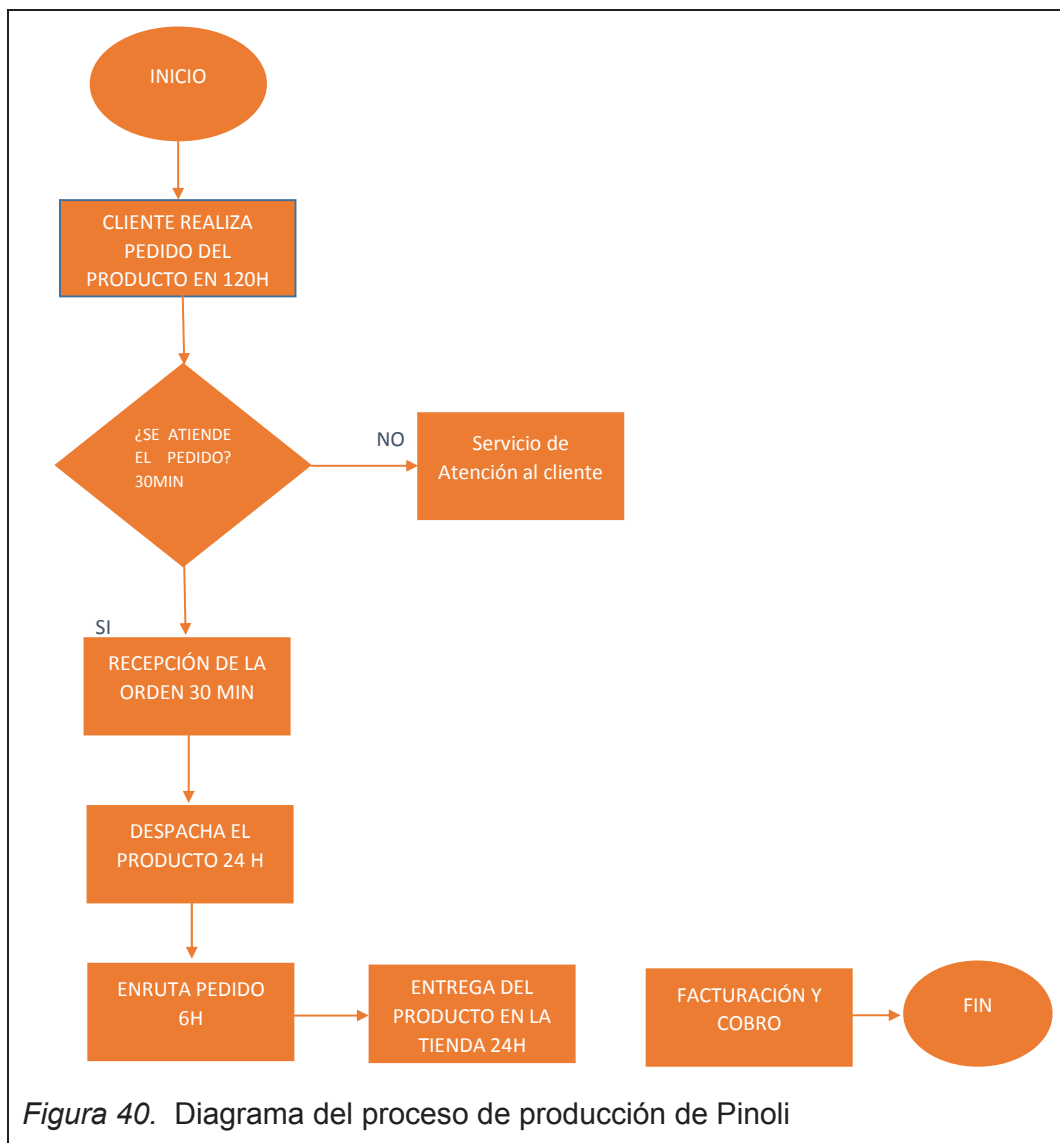 INICIO
CLIENTE REALIZA
PEDIDO DEL
PRODUCTO EN 120H
¿SE ATIENDE
EL PEDIDO?
30MIN
NO
Servicio de
Atención al cliente
SI
RECEPCIÓN DE LA
ORDEN 30 MIN
DESPACHA EL
PRODUCTO 24 H
ENRUTA PEDIDO
6H
ENTREGA DEL
PRODUCTO EN LA
TIENDA 24H
FACTURACIÓN Y
COBRO
FIN
Figura 40. Diagrama del proceso de producción de Pinoli